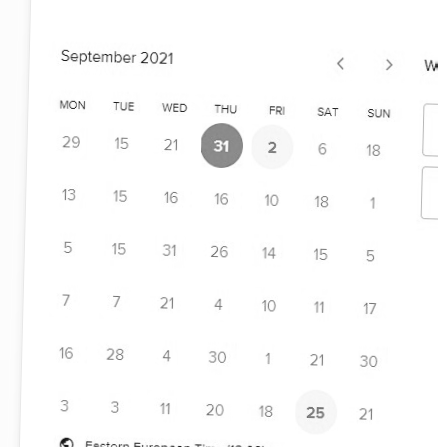 September 2021
W
MON TUE WED THU FRI SAT SUN
29 15 21 31 2 6 18
13 15 16 16 10 18 1
5 15 31 26 14 15 5
7 7 21 4 10 11 17
16 28 4 30 1 21 30
3 3 11 20 18 25 21